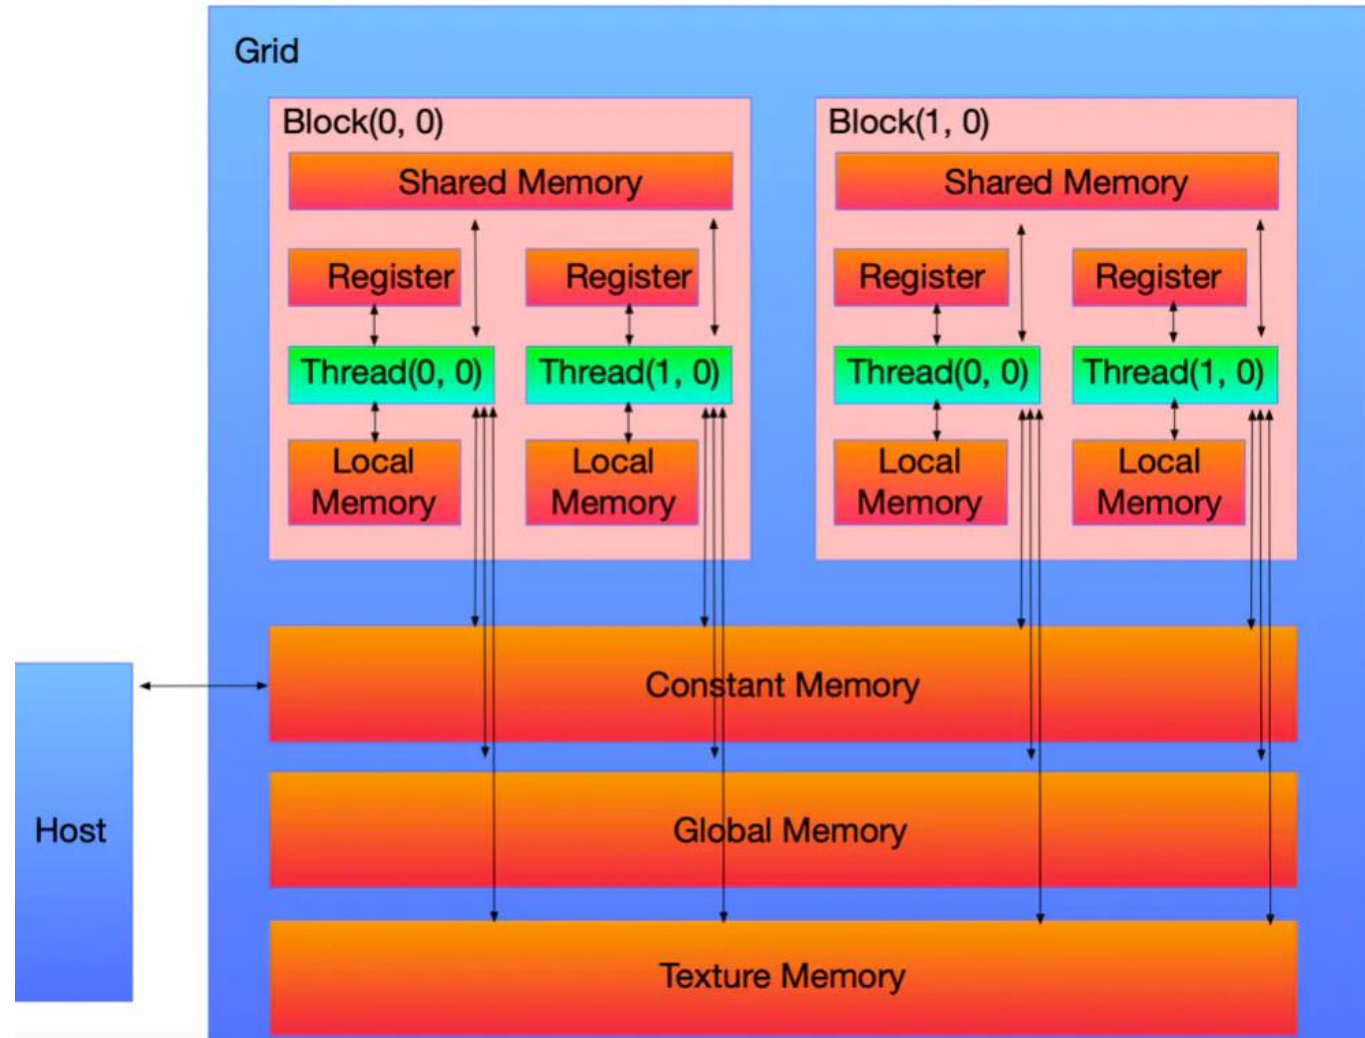 Grid
Block(0, 0)
Block(1, 0)
Shared Memory
Shared Memory
Register
Register
Register
Register
Thread(0, 0)
Thread(1, 0)
Thread(0, 0)
Thread(1, 0)
Local
Memory
Local
Memory
Local
Memory
Local
Memory
Constant Memory
Host
Global Memory
Texture Memory